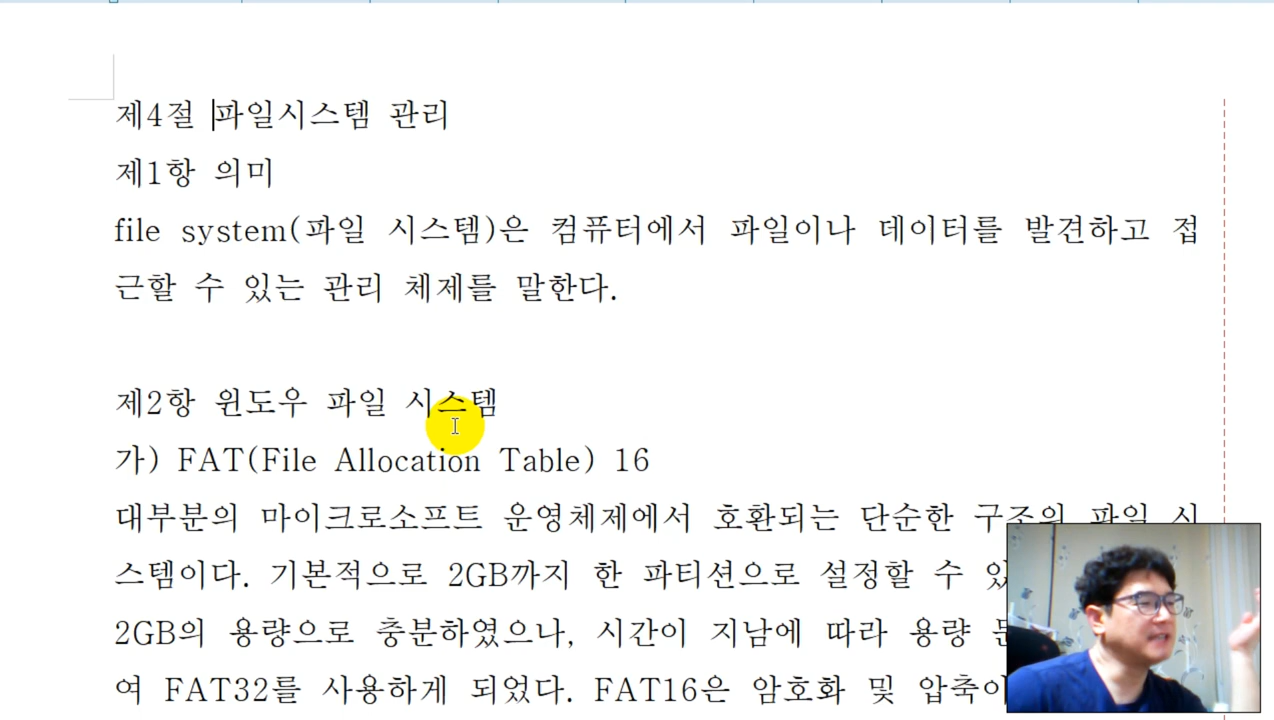 제4절 파일시스템 관리
제1항 의미
file system(파일 시스템)은 컴퓨터에서 파일이나 데이터를 발견하고 접
근할 수 있는 관리 체제를 말한다.
제2항 윈도우 파일 시스템
가) FAT(File Allocation Table) 16
대부분의 마이크로소프트 운영체제에서 호환되는 단순한 구조의 파일 시
스템이다. 기본적으로 2GB까지 한 파티션으로 설정할 수
2GB의 용량으로 충분하였으나, 시간이 지남에 따라 용량
여 FAT32를 사용하게 되었다. FAT16은 암호화 및